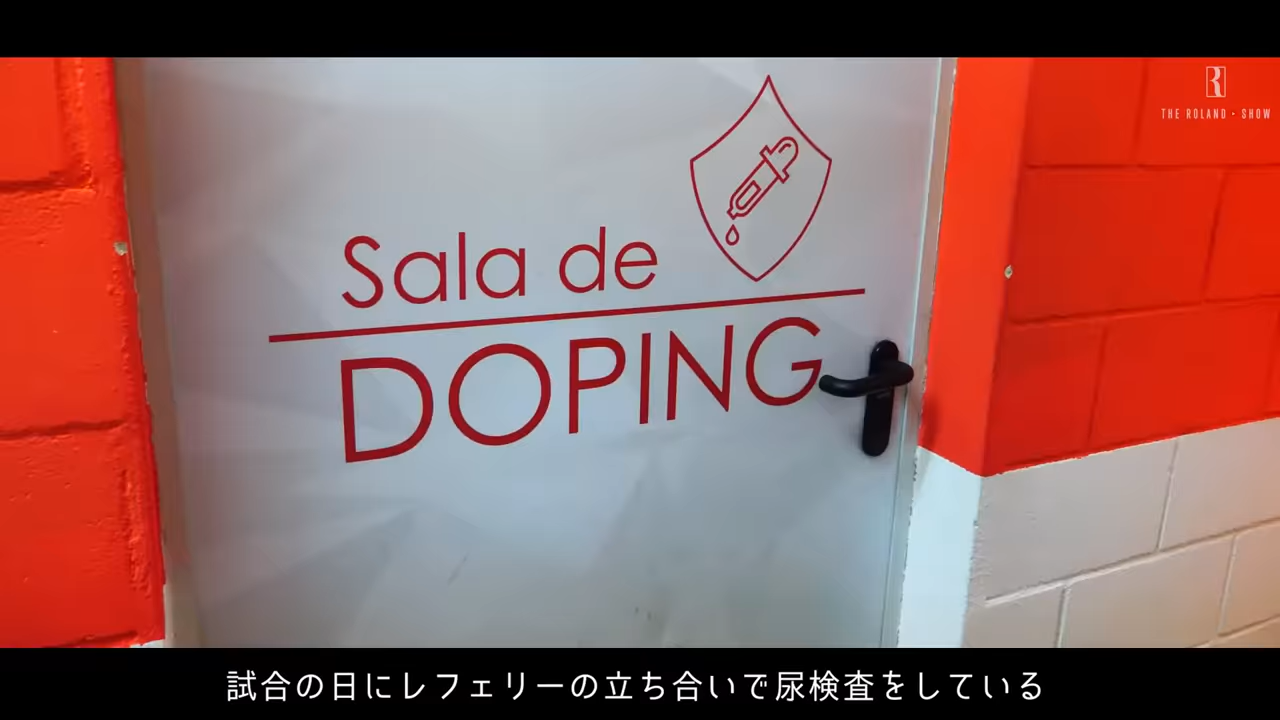 THE ROLAND・SHOW
Sala de
DOPING
試合の日にレフェリーの立ち合いで尿検査をしている